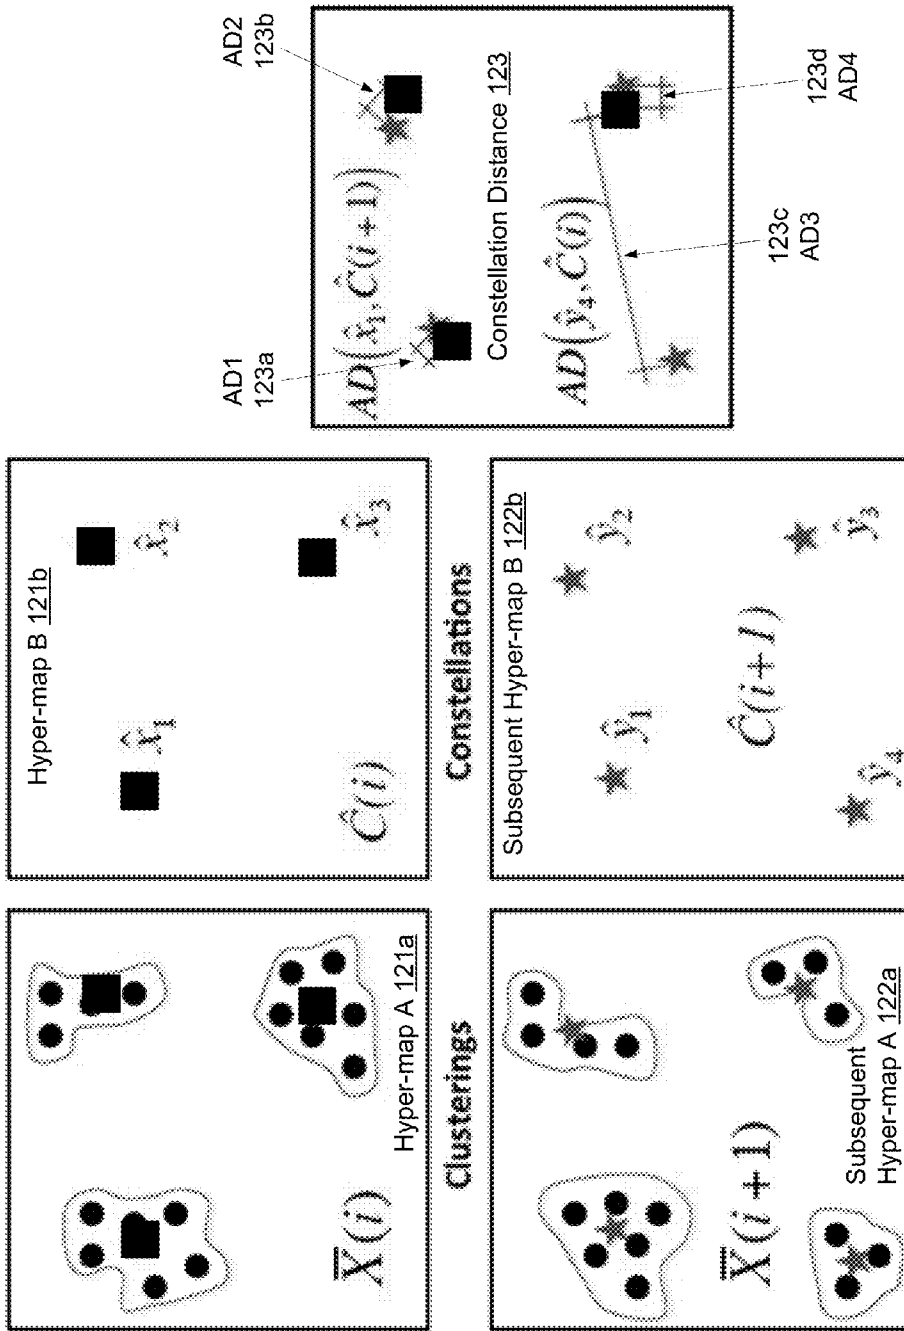 X̅(i)
Hyper-map A 121a
Clusterings
X̿(i + 1)
Subsequent
Hyper-map A 122a
Hyper-map B 121b
x̂1
x̂2
x̂3
Ĉ(i)
Constellations
Subsequent Hyper-map B 122b
ŷ1
ŷ2
Ĉ(i+1)
ŷ3
ŷ4
AD1
123a
AD2
123b
AD(x̂1, Ĉ(i + 1))
Constellation Distance 123
AD(ŷ4, Ĉ(i))
123c
AD3
123d
AD4